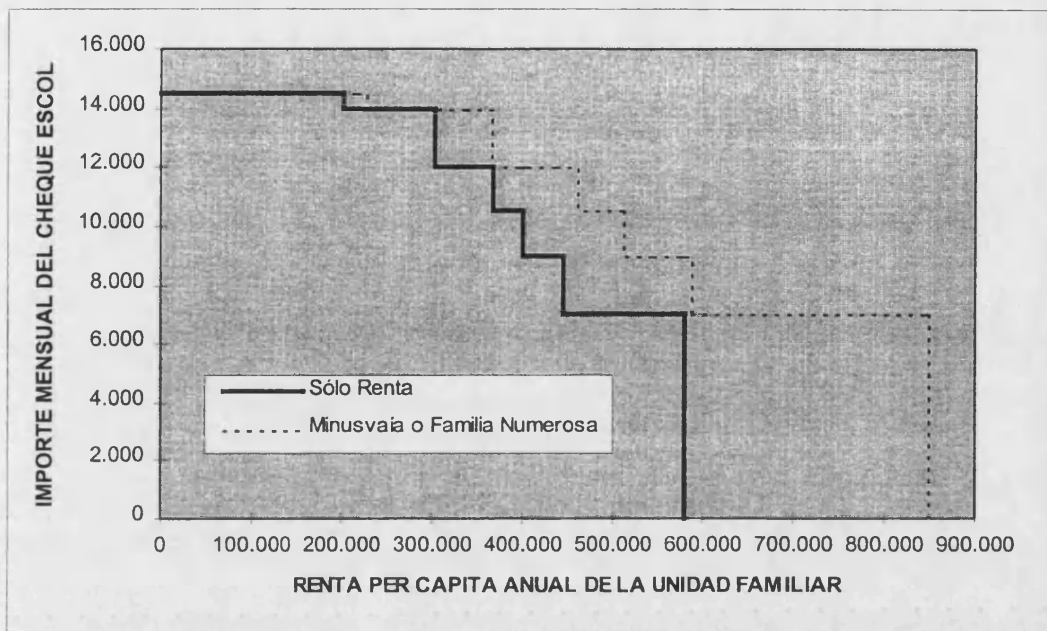 IMPORTE MENSUAL DEL CHEQUE ESCOL
16.000
14.000
12.000
10.000
8.000
6.000
4.000
2.000
0
Sólo Renta
Minusvaía o Familia Numerosa
0 100.000 200.000 300.000 400.000 500.000 600.000 700.000 800.000 900.000
RENTA PER CAPITA ANUAL DE LA UNIDAD FAMILIAR